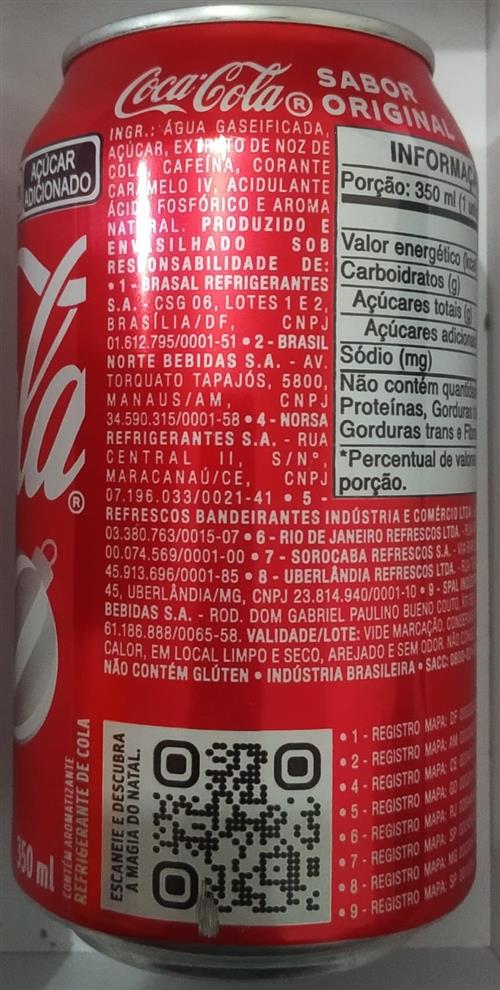 Coca-Cola® SABOR
ORIGINAL
INGR.: ÁGUA GASEIFICADA,
AÇÚCAR, EXTRATO DE NOZ DE
COLA, CAFEÍNA, CORANTE
CARAMELO IV, ACIDULANTE
ÁCIDO FOSFÓRICO E AROMA
NATURAL. PRODUZIDO E
ENVASILHADO SOB
RESPONSABILIDADE DE:
• 1 - BRASAL REFRIGERANTES
S.A. - CSG 06, LOTES 1 E 2,
BRASÍLIA/DF, CNPJ
01.612.795/0001-51 • 2 - BRASIL
NORTE BEBIDAS S.A. - AV.
TORQUATO TAPAJÓS, 5800,
MANAUS/AM, CNPJ
34.590.315/0001-58 • 4 - NORSA
REFRIGERANTES S.A. - RUA
CENTRAL II, S/Nº,
MARACANAÚ/CE, CNPJ
07.196.033/0021-41 • 5 -
REFRESCOS BANDEIRANTES INDÚSTRIA E COMÉRCIO LTDA.
03.380.763/0015-07 • 6 - RIO DE JANEIRO REFRESCOS LTDA. -
00.074.569/0001-00 • 7 - SOROCABA REFRESCOS S.A. -
45.913.696/0001-85 • 8 - UBERLÂNDIA REFRESCOS LTDA. -
45, UBERLÂNDIA/MG, CNPJ 23.814.940/0001-10 • 9 - SPAL
BEBIDAS S.A. - ROD. DOM GABRIEL PAULINO BUENO COUTO,
61.186.888/0065-58. VALIDADE/LOTE: VIDE MARCAÇÃO.
CALOR, EM LOCAL LIMPO E SECO, AREJADO E SEM ODOR.
NÃO CONTÉM GLÚTEN • INDÚSTRIA BRASILEIRA • SACC:
Porção: 350 ml (1
Valor energético
Carboidratos (g)
Açúcares totais (g)
Açúcares
Sódio (mg)
Não contém
Proteínas, Gorduras
Gorduras trans e
*Percentual de
porção.
AÇÚCAR
ADICIONADO
®
350 ml
CONTÉM AROMATIZANTE
REFRIGERANTE DE COLA
ESCANEIE E DESCUBRA
A MAGIA DO NATAL.
• 1 - REGISTRO MAPA: DF
• 2 - REGISTRO MAPA: AM
• 4 - REGISTRO MAPA: CE
• 5 - REGISTRO MAPA: GO
• 6 - REGISTRO MAPA: RJ
• 7 - REGISTRO MAPA: SP
• 8 - REGISTRO MAPA: MG
• 9 - REGISTRO MAPA: SP